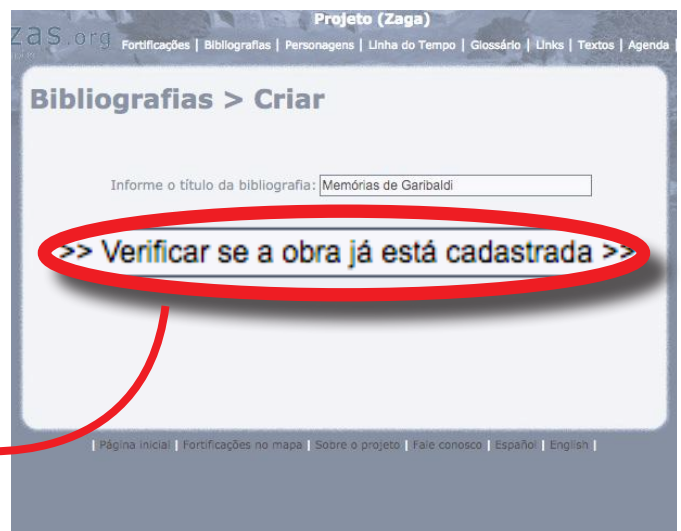 Projeto (Zaga)
zas.org Fortificações | Bibliografias | Personagens | Linha do Tempo | Glossário | Links | Textos | Agenda |
Bibliografias > Criar
Informe o título da bibliografia: Memórias de Garibaldi
>> Verificar se a obra já está cadastrada >>
| Página inicial | Fortificações no mapa | Sobre o projeto | Fale conosco | Español | English |